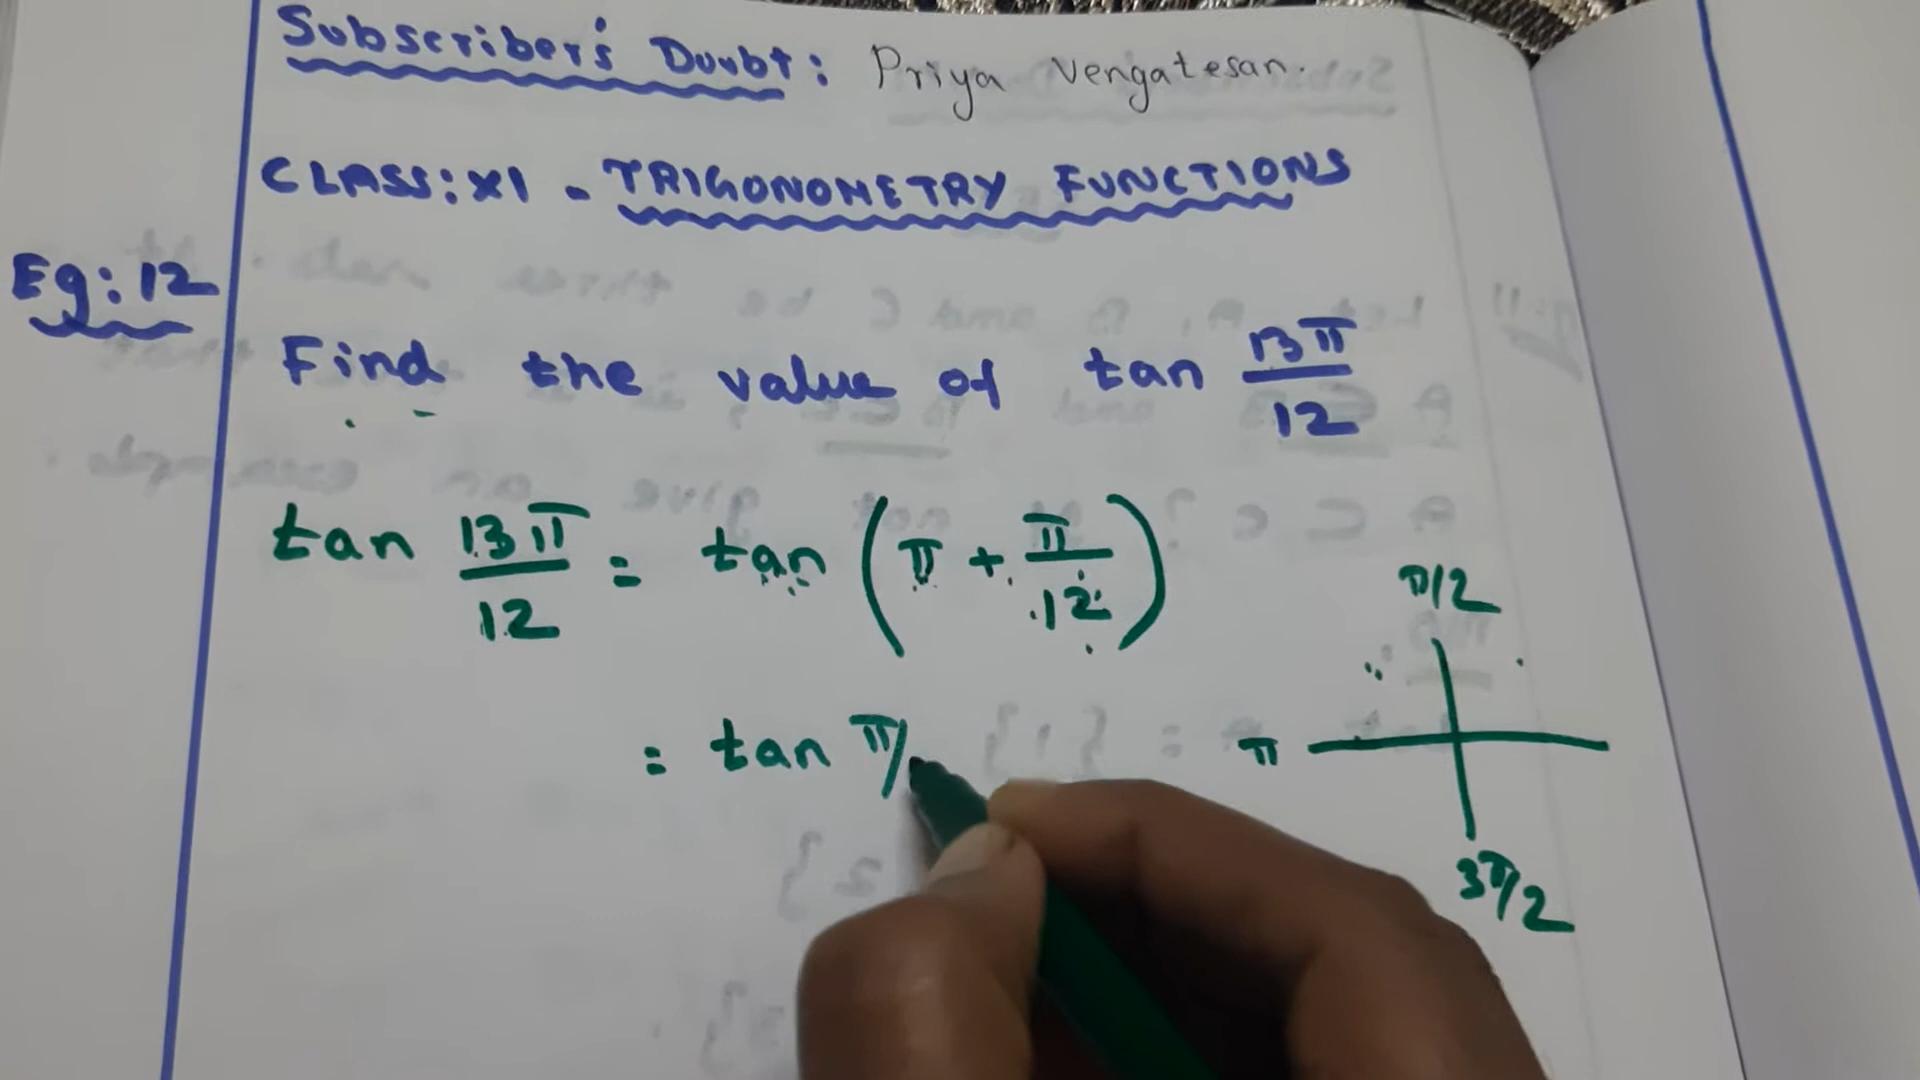 Subscriber's Doubt: Priya Vengatesan.
CLASS: XI - TRIGONOMETRY FUNCTIONS
Eg: 12
Find the value of tan 13π/12
tan 13π/12 = tan (π + π/12)
π/2
= tan π/
π
3π/2